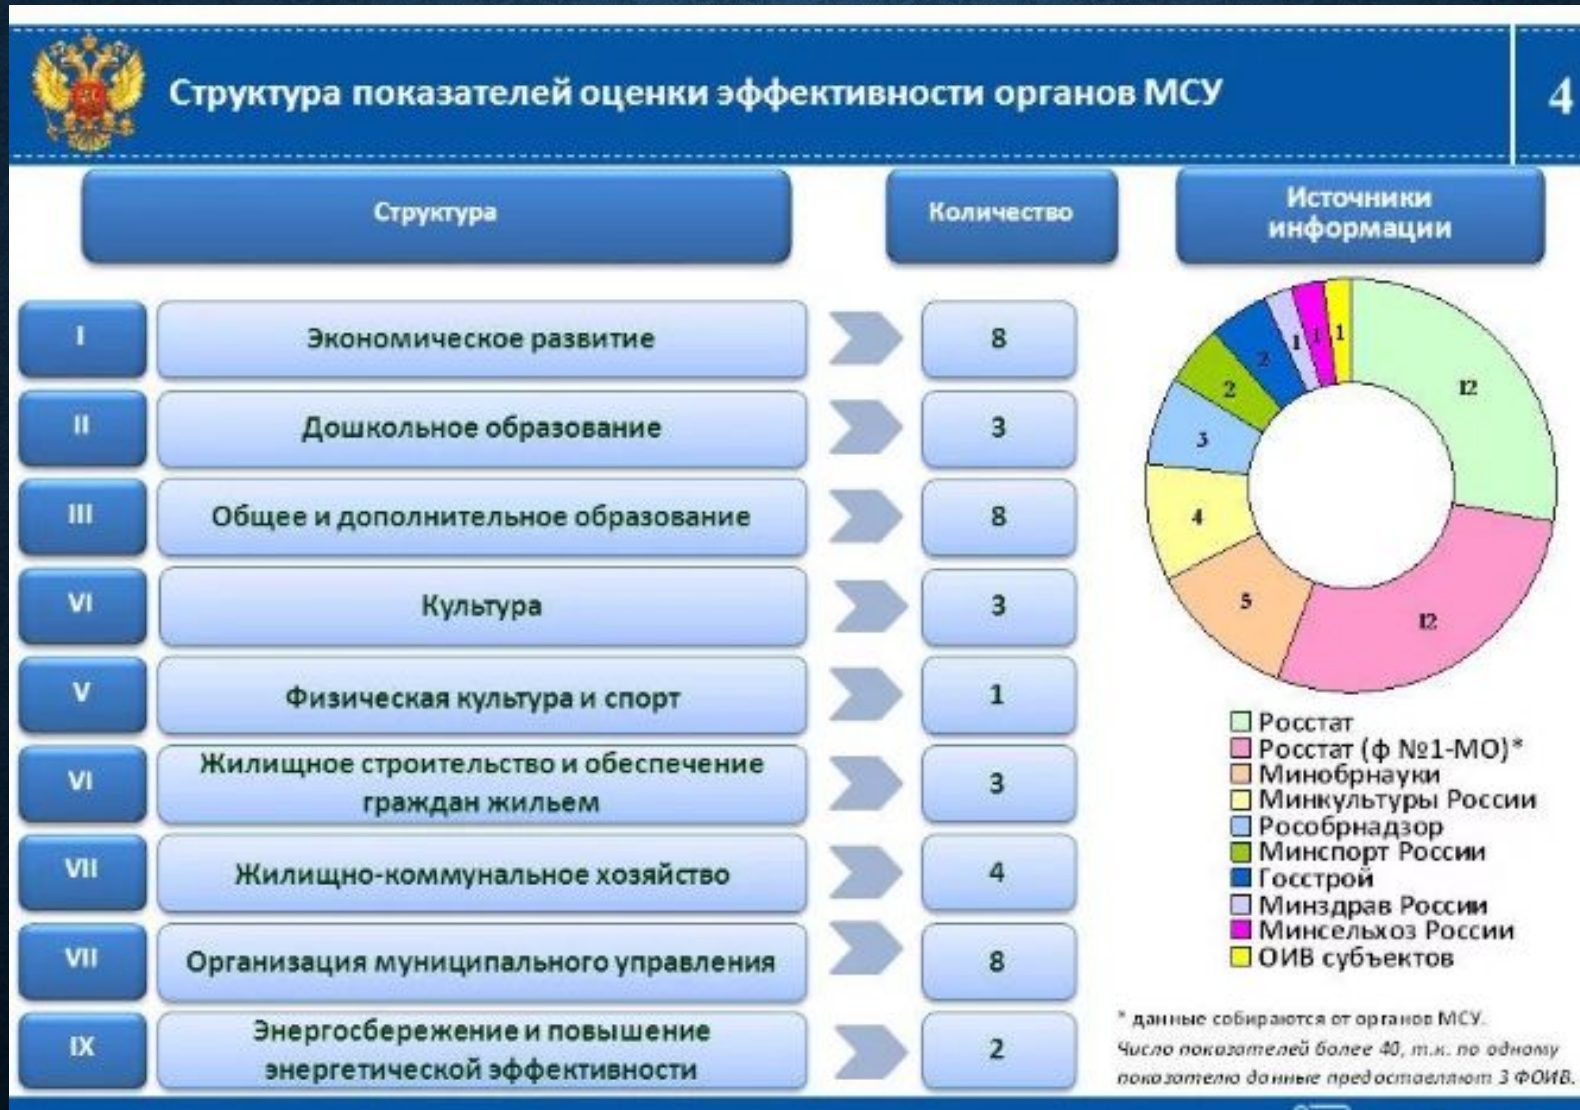 Структура показателей оценки эффективности органов МСУ
4
Структура
Количество
Источники
информации
I
Экономическое развитие
8
II
Дошкольное образование
3
III
Общее и дополнительное образование
8
VI
Культура
3
V
Физическая культура и спорт
1
VI
Жилищное строительство и обеспечение
граждан жильем
3
VII
Жилищно-коммунальное хозяйство
4
VII
Организация муниципального управления
8
IX
Энергосбережение и повышение
энергетической эффективности
2
12
12
5
4
3
2
2
1
1
1
Росстат
Росстат (ф №1-МО)*
Минобрнауки
Минкультуры России
Рособрнадзор
Минспорт России
Госстрой
Минздрав России
Минсельхоз России
ОИВ субъектов
* данные собираются от органов МСУ.
Число показателей более 40, т.к. по одному
показателю данные предоставляют 3 ФОИВ.